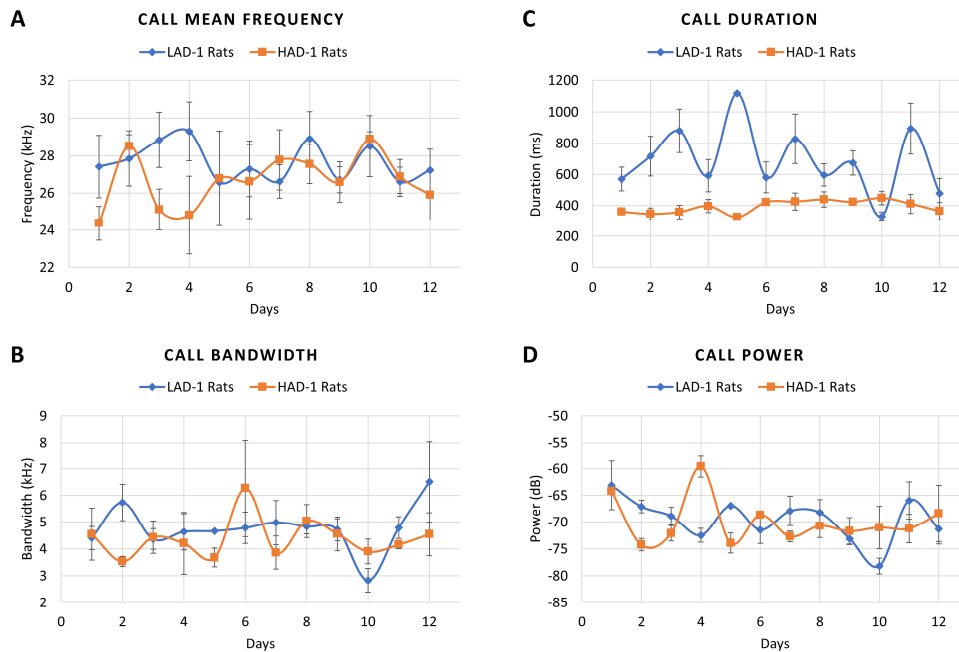 A
CALL MEAN FREQUENCY
LAD-1 Rats HAD-1 Rats
Frequency (kHz)
32
30
28
26
24
22
0 2 4 6 8 10 12
Days
C
CALL DURATION
LAD-1 Rats HAD-1 Rats
Duration (ms)
1200
1000
800
600
400
200
0
0 2 4 6 8 10 12
Days
B
CALL BANDWIDTH
LAD-1 Rats HAD-1 Rats
Bandwidth (kHz)
9
8
7
6
5
4
3
2
0 2 4 6 8 10 12
Days
D
CALL POWER
LAD-1 Rats HAD-1 Rats
Power (dB)
-50
-55
-60
-65
-70
-75
-80
-85
0 2 4 6 8 10 12
Days